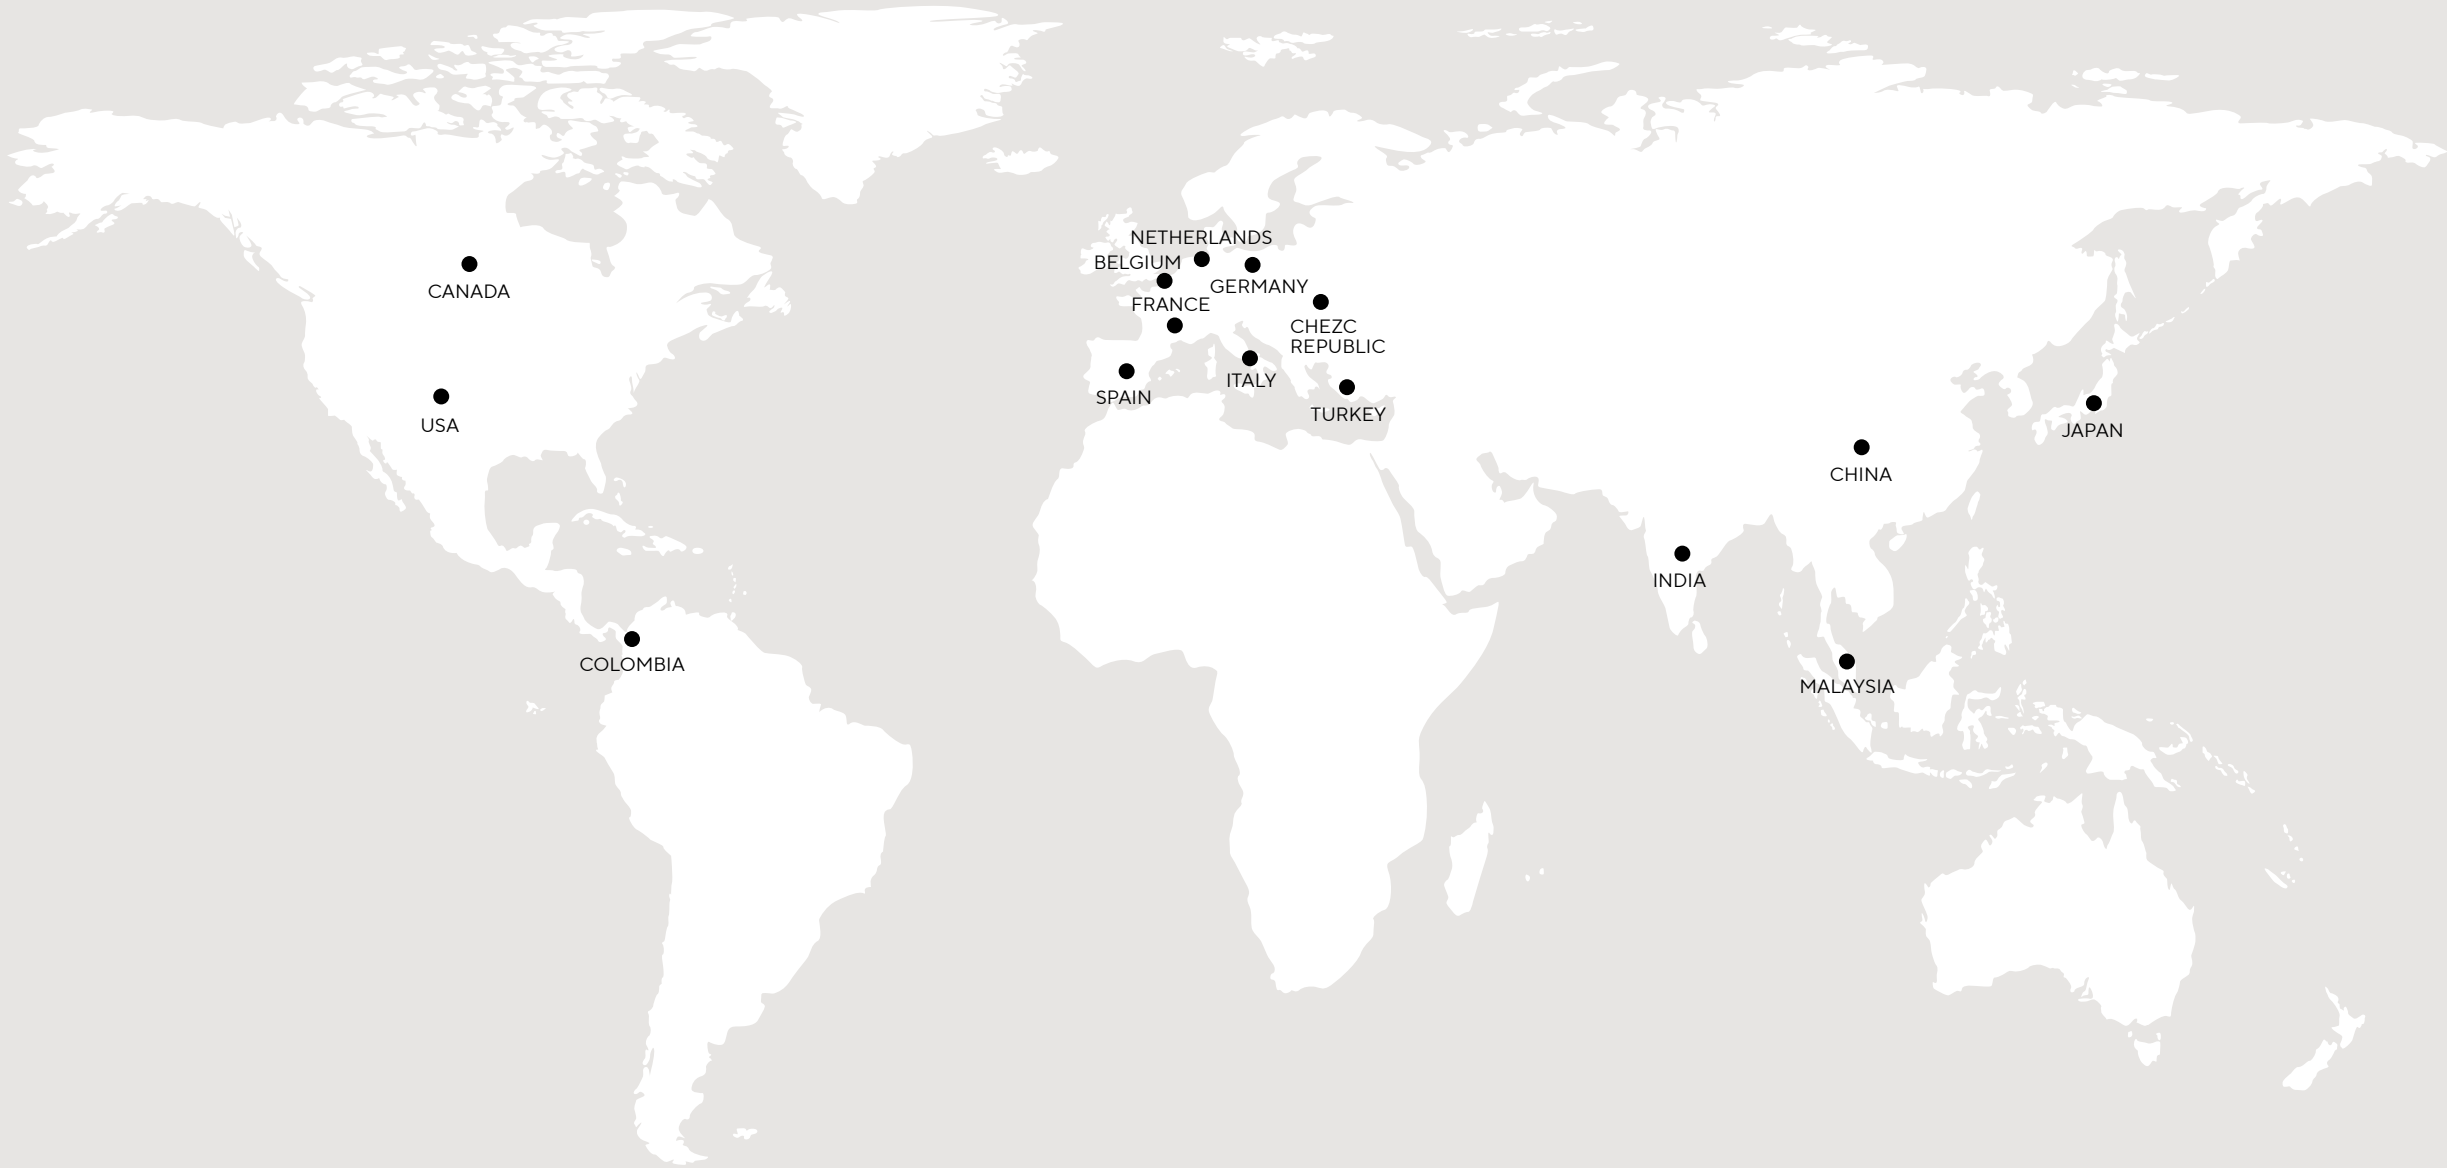 NETHERLANDS
BELGIUM
CANADA
GERMANY
FRANCE
CHEZC
REPUBLIC
ITALY
SPAIN
TURKEY
USA
JAPAN
CHINA
INDIA
COLOMBIA
MALAYSIA